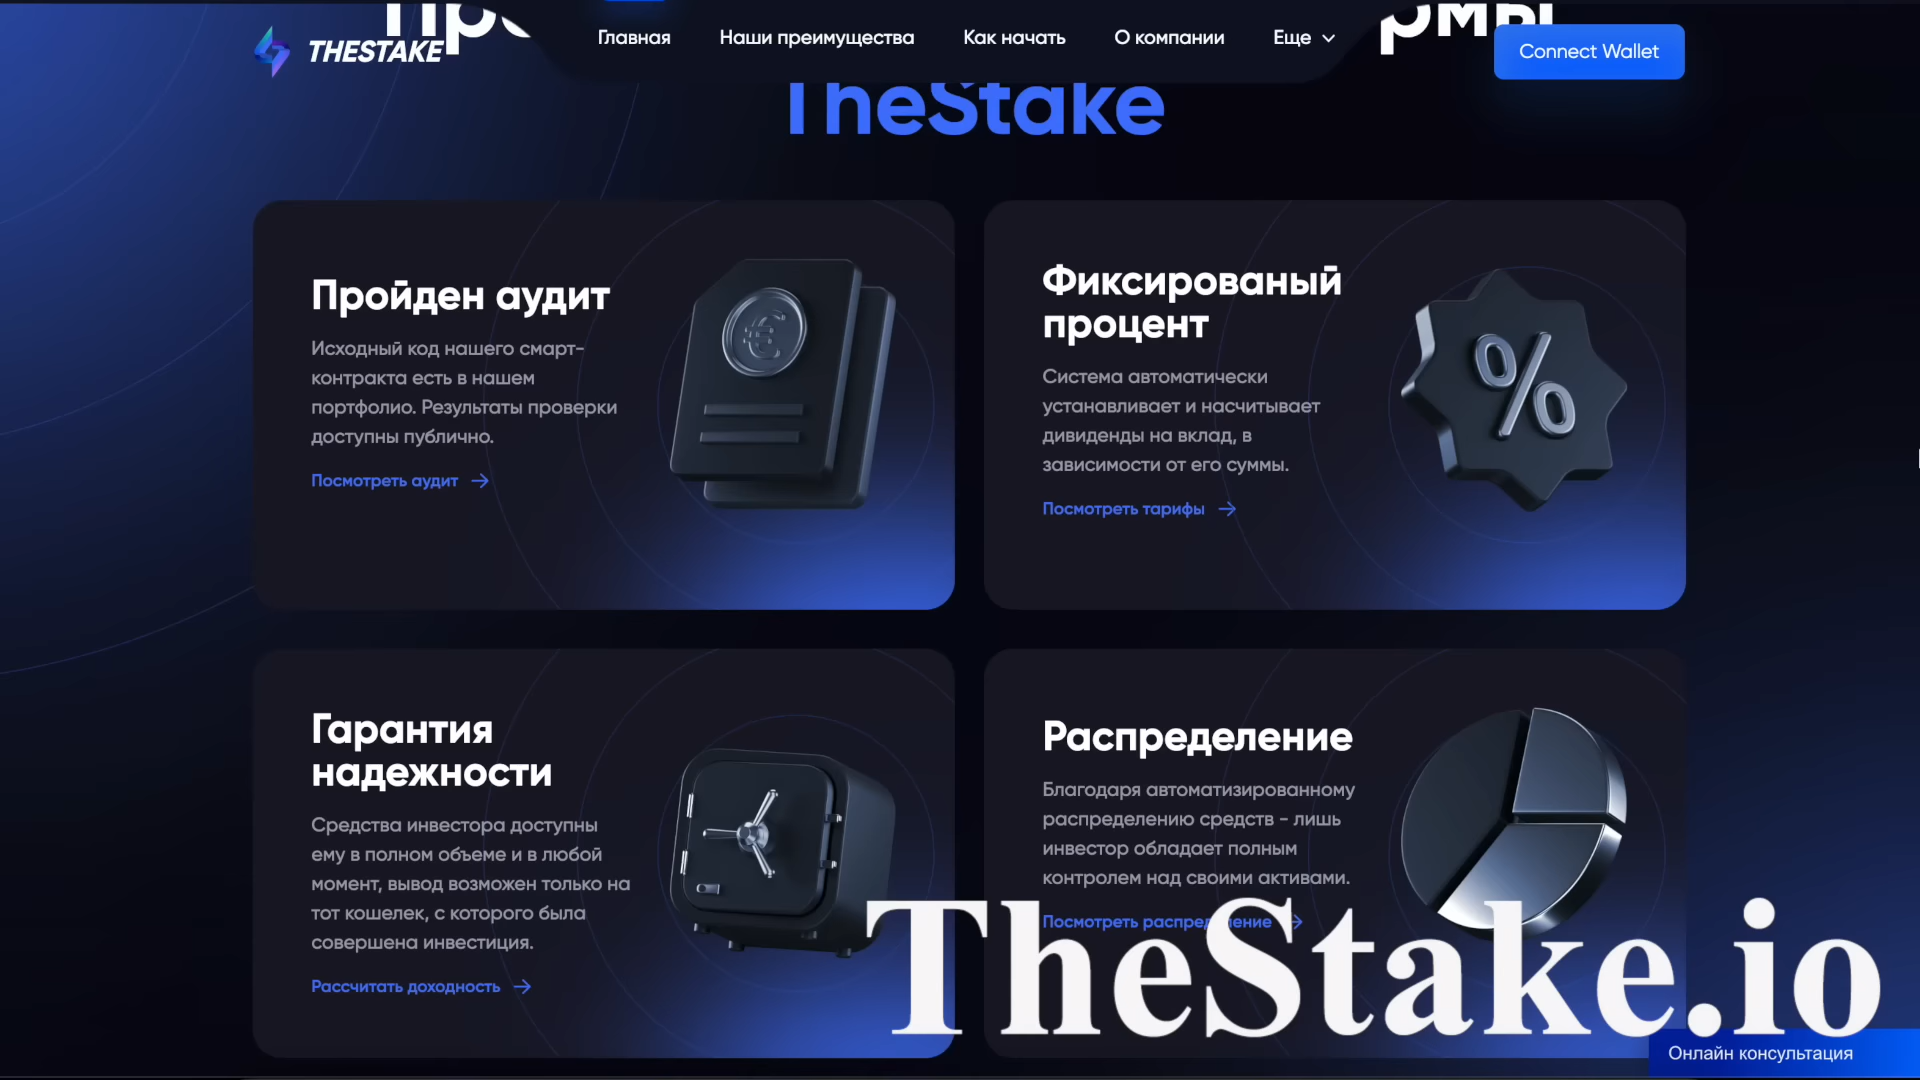 THESTAKE
Главная
Наши преимущества
Как начать
О компании
Еще
Connect Wallet
TheStake
Пройден аудит
Исходный код нашего смарт-
контракта есть в нашем
портфолио. Результаты проверки
доступны публично.
Посмотреть аудит
Фиксированый
процент
Система автоматически
устанавливает и насчитывает
дивиденды на вклад, в
зависимости от его суммы.
Посмотреть тарифы
Гарантия
надежности
Средства инвестора доступны
ему в полном объеме и в любой
момент, вывод возможен только на
тот кошелек, с которого была
совершена инвестиция.
Рассчитать доходность
Распределение
Благодаря автоматизированному
распределению средств - лишь
инвестор обладает полным
контролем над своими активами.
Посмотреть распределение
TheStake.io
Онлайн консультация